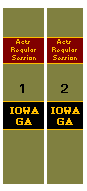 Acts
Regular
Session
1
IOWA
GA
Acts
Regular
Session
2
IOWA
GA